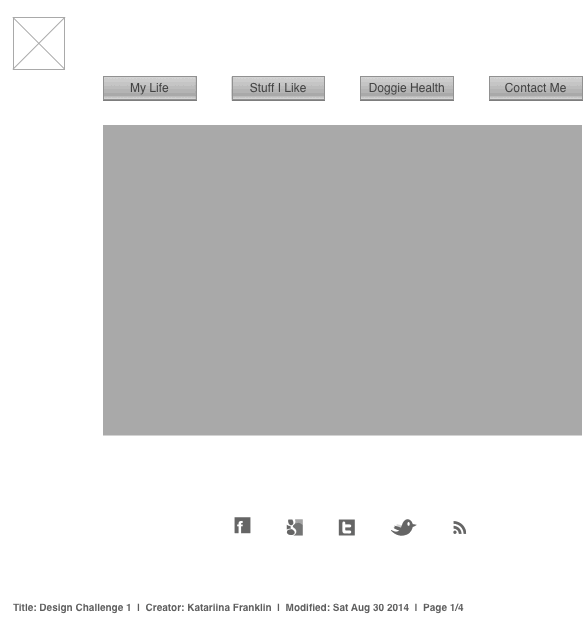 My Life
Stuff I Like
Doggie Health
Contact Me
Title: Design Challenge 1 | Creator: Katariina Franklin | Modified: Sat Aug 30 2014 | Page 1/4